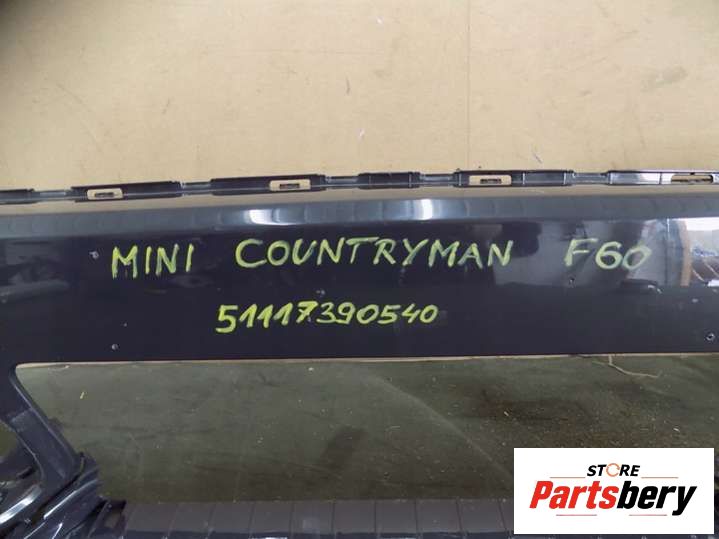 MINI COUNTRYMAN F60
51117390540
STORE
Partsbery